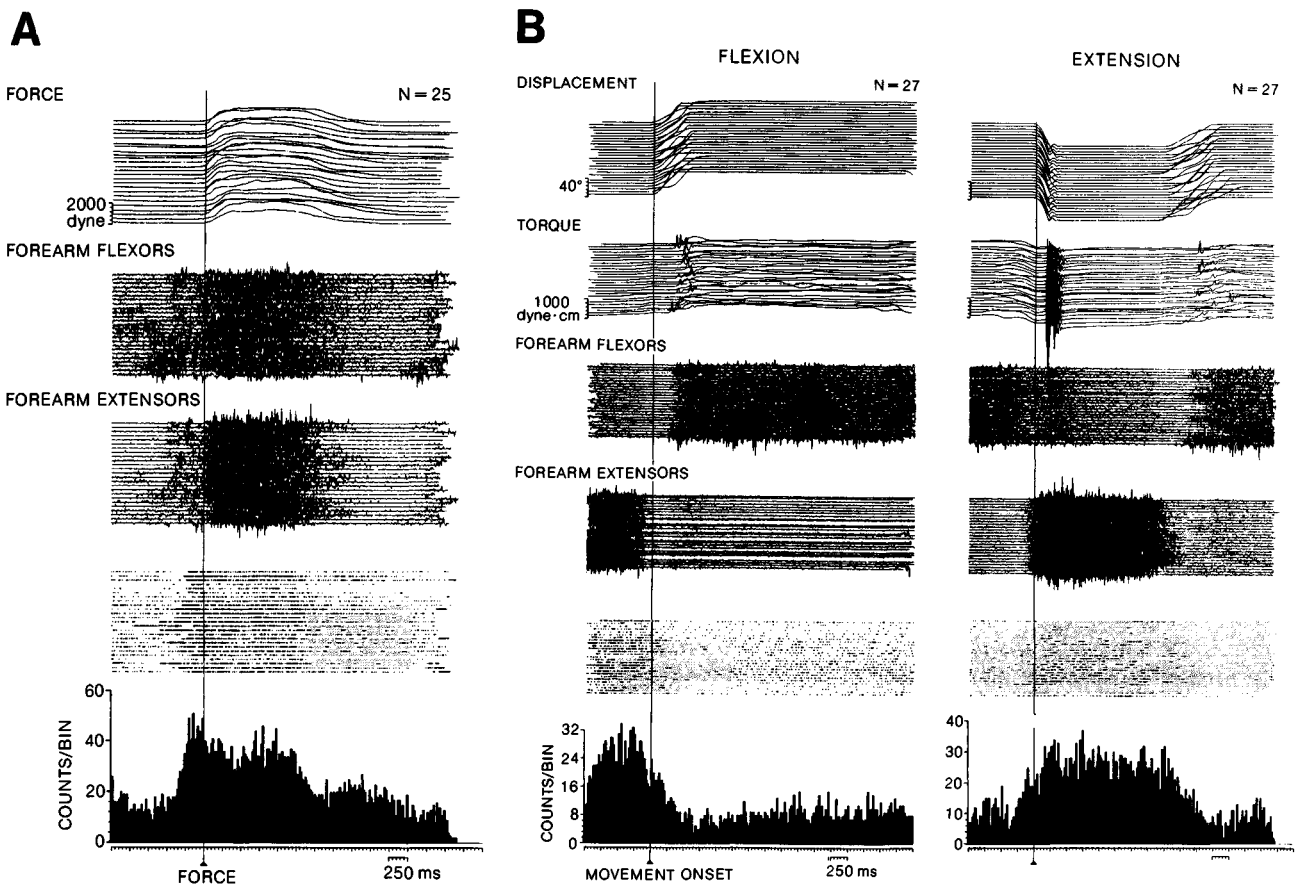 A
FORCE
N = 25
2000
dyne
FOREARM FLEXORS
FOREARM EXTENSORS
60
40
20
0
COUNTS/BIN
FORCE
250 ms
B
FLEXION
DISPLACEMENT
N = 27
40°
TORQUE
1000
dyne·cm
FOREARM FLEXORS
FOREARM EXTENSORS
32
24
16
8
0
COUNTS/BIN
MOVEMENT ONSET
250 ms
EXTENSION
N = 27
40
30
20
10
0